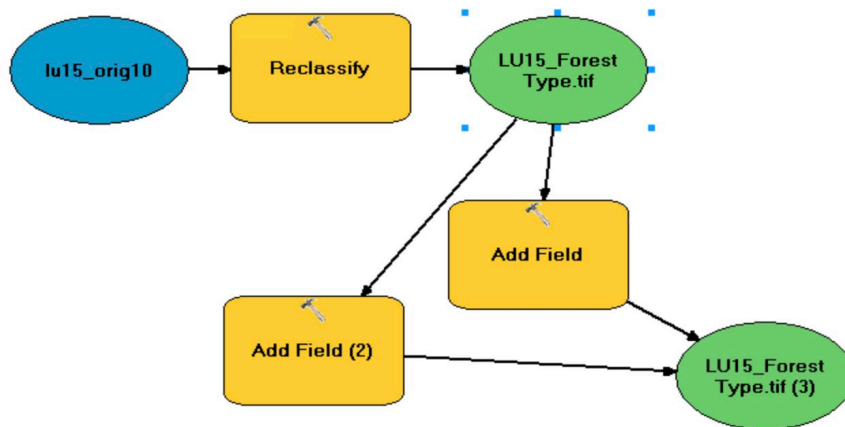 lu15_orig10
Reclassify
LU15_Forest
Type.tif
Add Field
Add Field (2)
LU15_Forest
Type.tif (3)